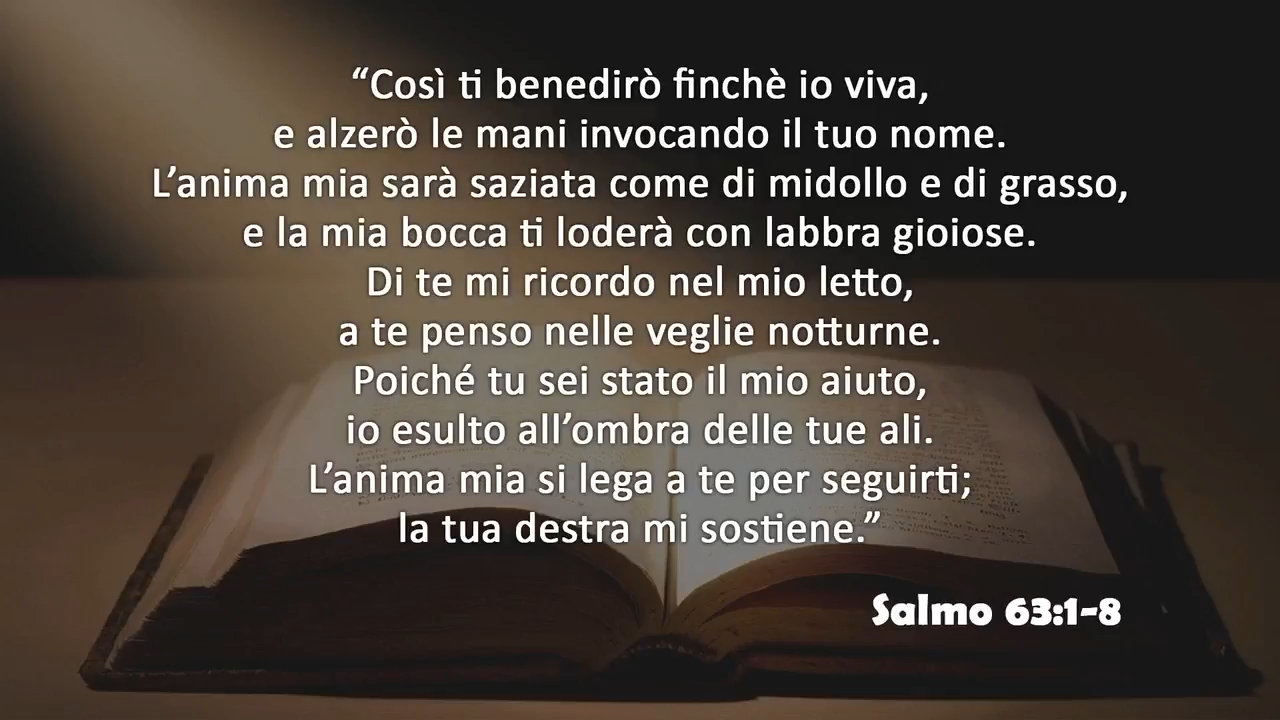 “Così ti benedirò finchè io viva,
e alzerò le mani invocando il tuo nome.
L’anima mia sarà saziata come di midollo e di grasso,
e la mia bocca ti loderà con labbra gioiose.
Di te mi ricordo nel mio letto,
a te penso nelle veglie notturne.
Poiché tu sei stato il mio aiuto,
io esulto all’ombra delle tue ali.
L’anima mia si lega a te per seguirti;
la tua destra mi sostiene.”
Salmo 63:1-8